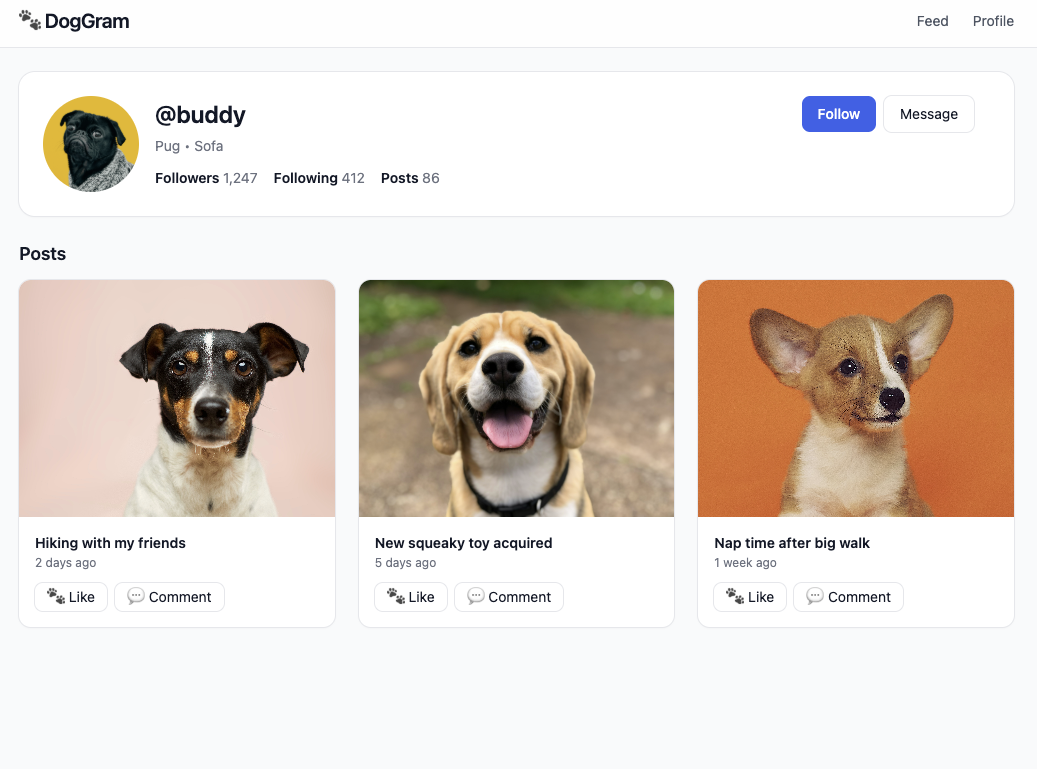 DogGram
Feed
Profile
@buddy
Pug • Sofa
Followers 1,247 Following 412 Posts 86
Follow
Message
Posts
Hiking with my friends
2 days ago
Like
Comment
New squeaky toy acquired
5 days ago
Like
Comment
Nap time after big walk
1 week ago
Like
Comment